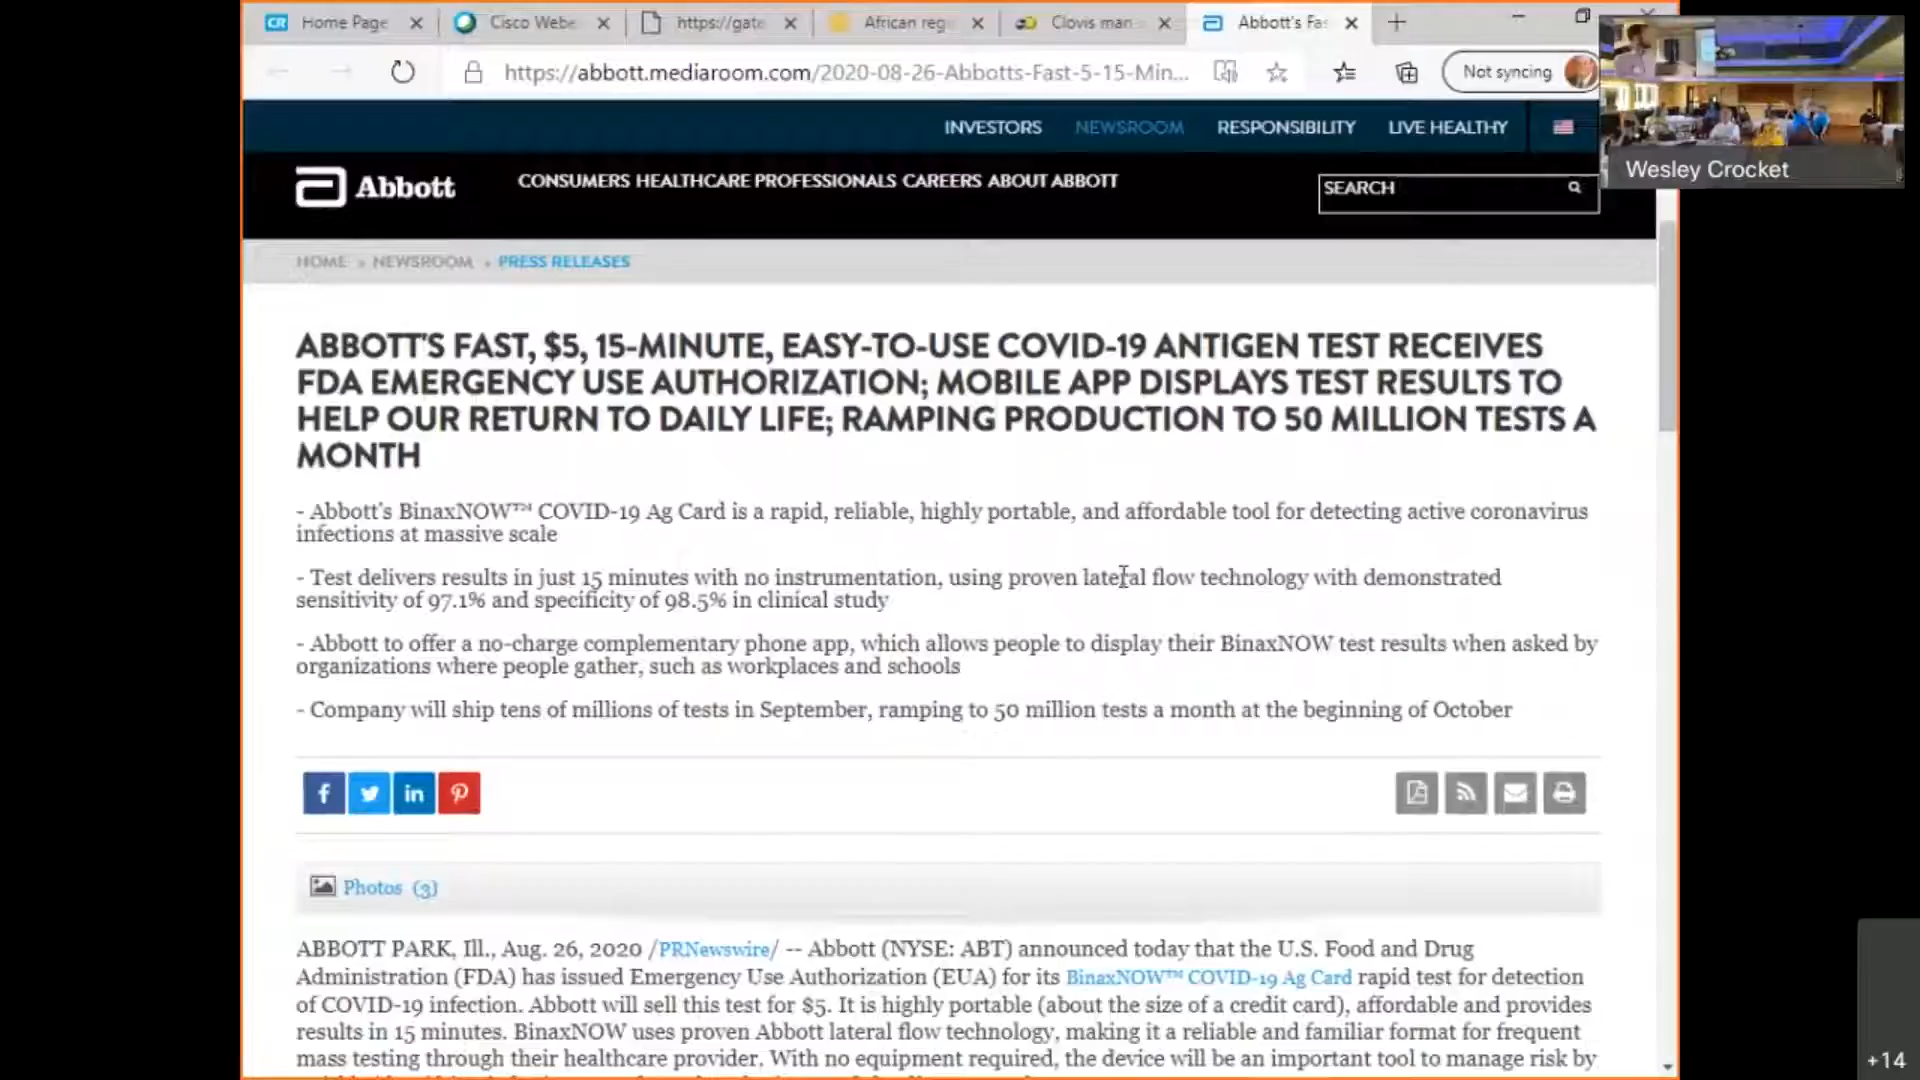 Home Page
Cisco Webe
https://gate
African reg
Clovis man
Abbott's Fas
https://abbott.mediaroom.com/2020-08-26-Abbotts-Fast-5-15-Min...
Not syncing
INVESTORS NEWSROOM RESPONSIBILITY LIVE HEALTHY
Abbott
CONSUMERS HEALTHCARE PROFESSIONALS CAREERS ABOUT ABBOTT
SEARCH
Wesley Crocket
HOME » NEWSROOM » PRESS RELEASES
ABBOTT'S FAST, $5, 15-MINUTE, EASY-TO-USE COVID-19 ANTIGEN TEST RECEIVES
FDA EMERGENCY USE AUTHORIZATION; MOBILE APP DISPLAYS TEST RESULTS TO
HELP OUR RETURN TO DAILY LIFE; RAMPING PRODUCTION TO 50 MILLION TESTS A
MONTH
- Abbott's BinaxNOW™ COVID-19 Ag Card is a rapid, reliable, highly portable, and affordable tool for detecting active coronavirus
infections at massive scale
- Test delivers results in just 15 minutes with no instrumentation, using proven lateral flow technology with demonstrated
sensitivity of 97.1% and specificity of 98.5% in clinical study
- Abbott to offer a no-charge complementary phone app, which allows people to display their BinaxNOW test results when asked by
organizations where people gather, such as workplaces and schools
- Company will ship tens of millions of tests in September, ramping to 50 million tests a month at the beginning of October
Photos (3)
ABBOTT PARK, Ill., Aug. 26, 2020 /PRNewswire/ -- Abbott (NYSE: ABT) announced today that the U.S. Food and Drug
Administration (FDA) has issued Emergency Use Authorization (EUA) for its BinaxNOW™ COVID-19 Ag Card rapid test for detection
of COVID-19 infection. Abbott will sell this test for $5. It is highly portable (about the size of a credit card), affordable and provides
results in 15 minutes. BinaxNOW uses proven Abbott lateral flow technology, making it a reliable and familiar format for frequent
mass testing through their healthcare provider. With no equipment required, the device will be an important tool to manage risk by
+14